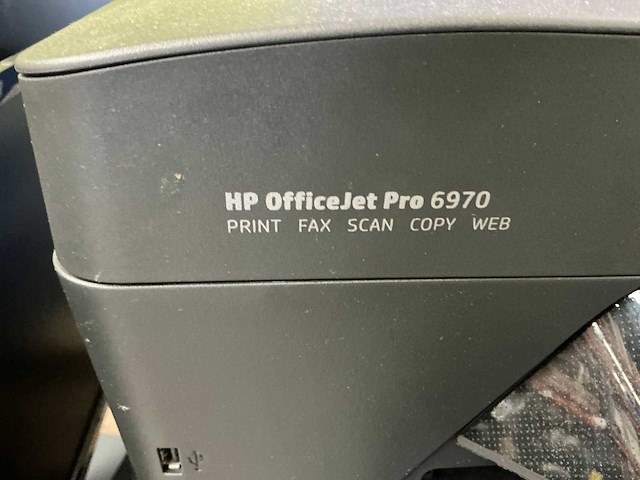 HP OfficeJet Pro 6970
PRINT FAX SCAN COPY WEB